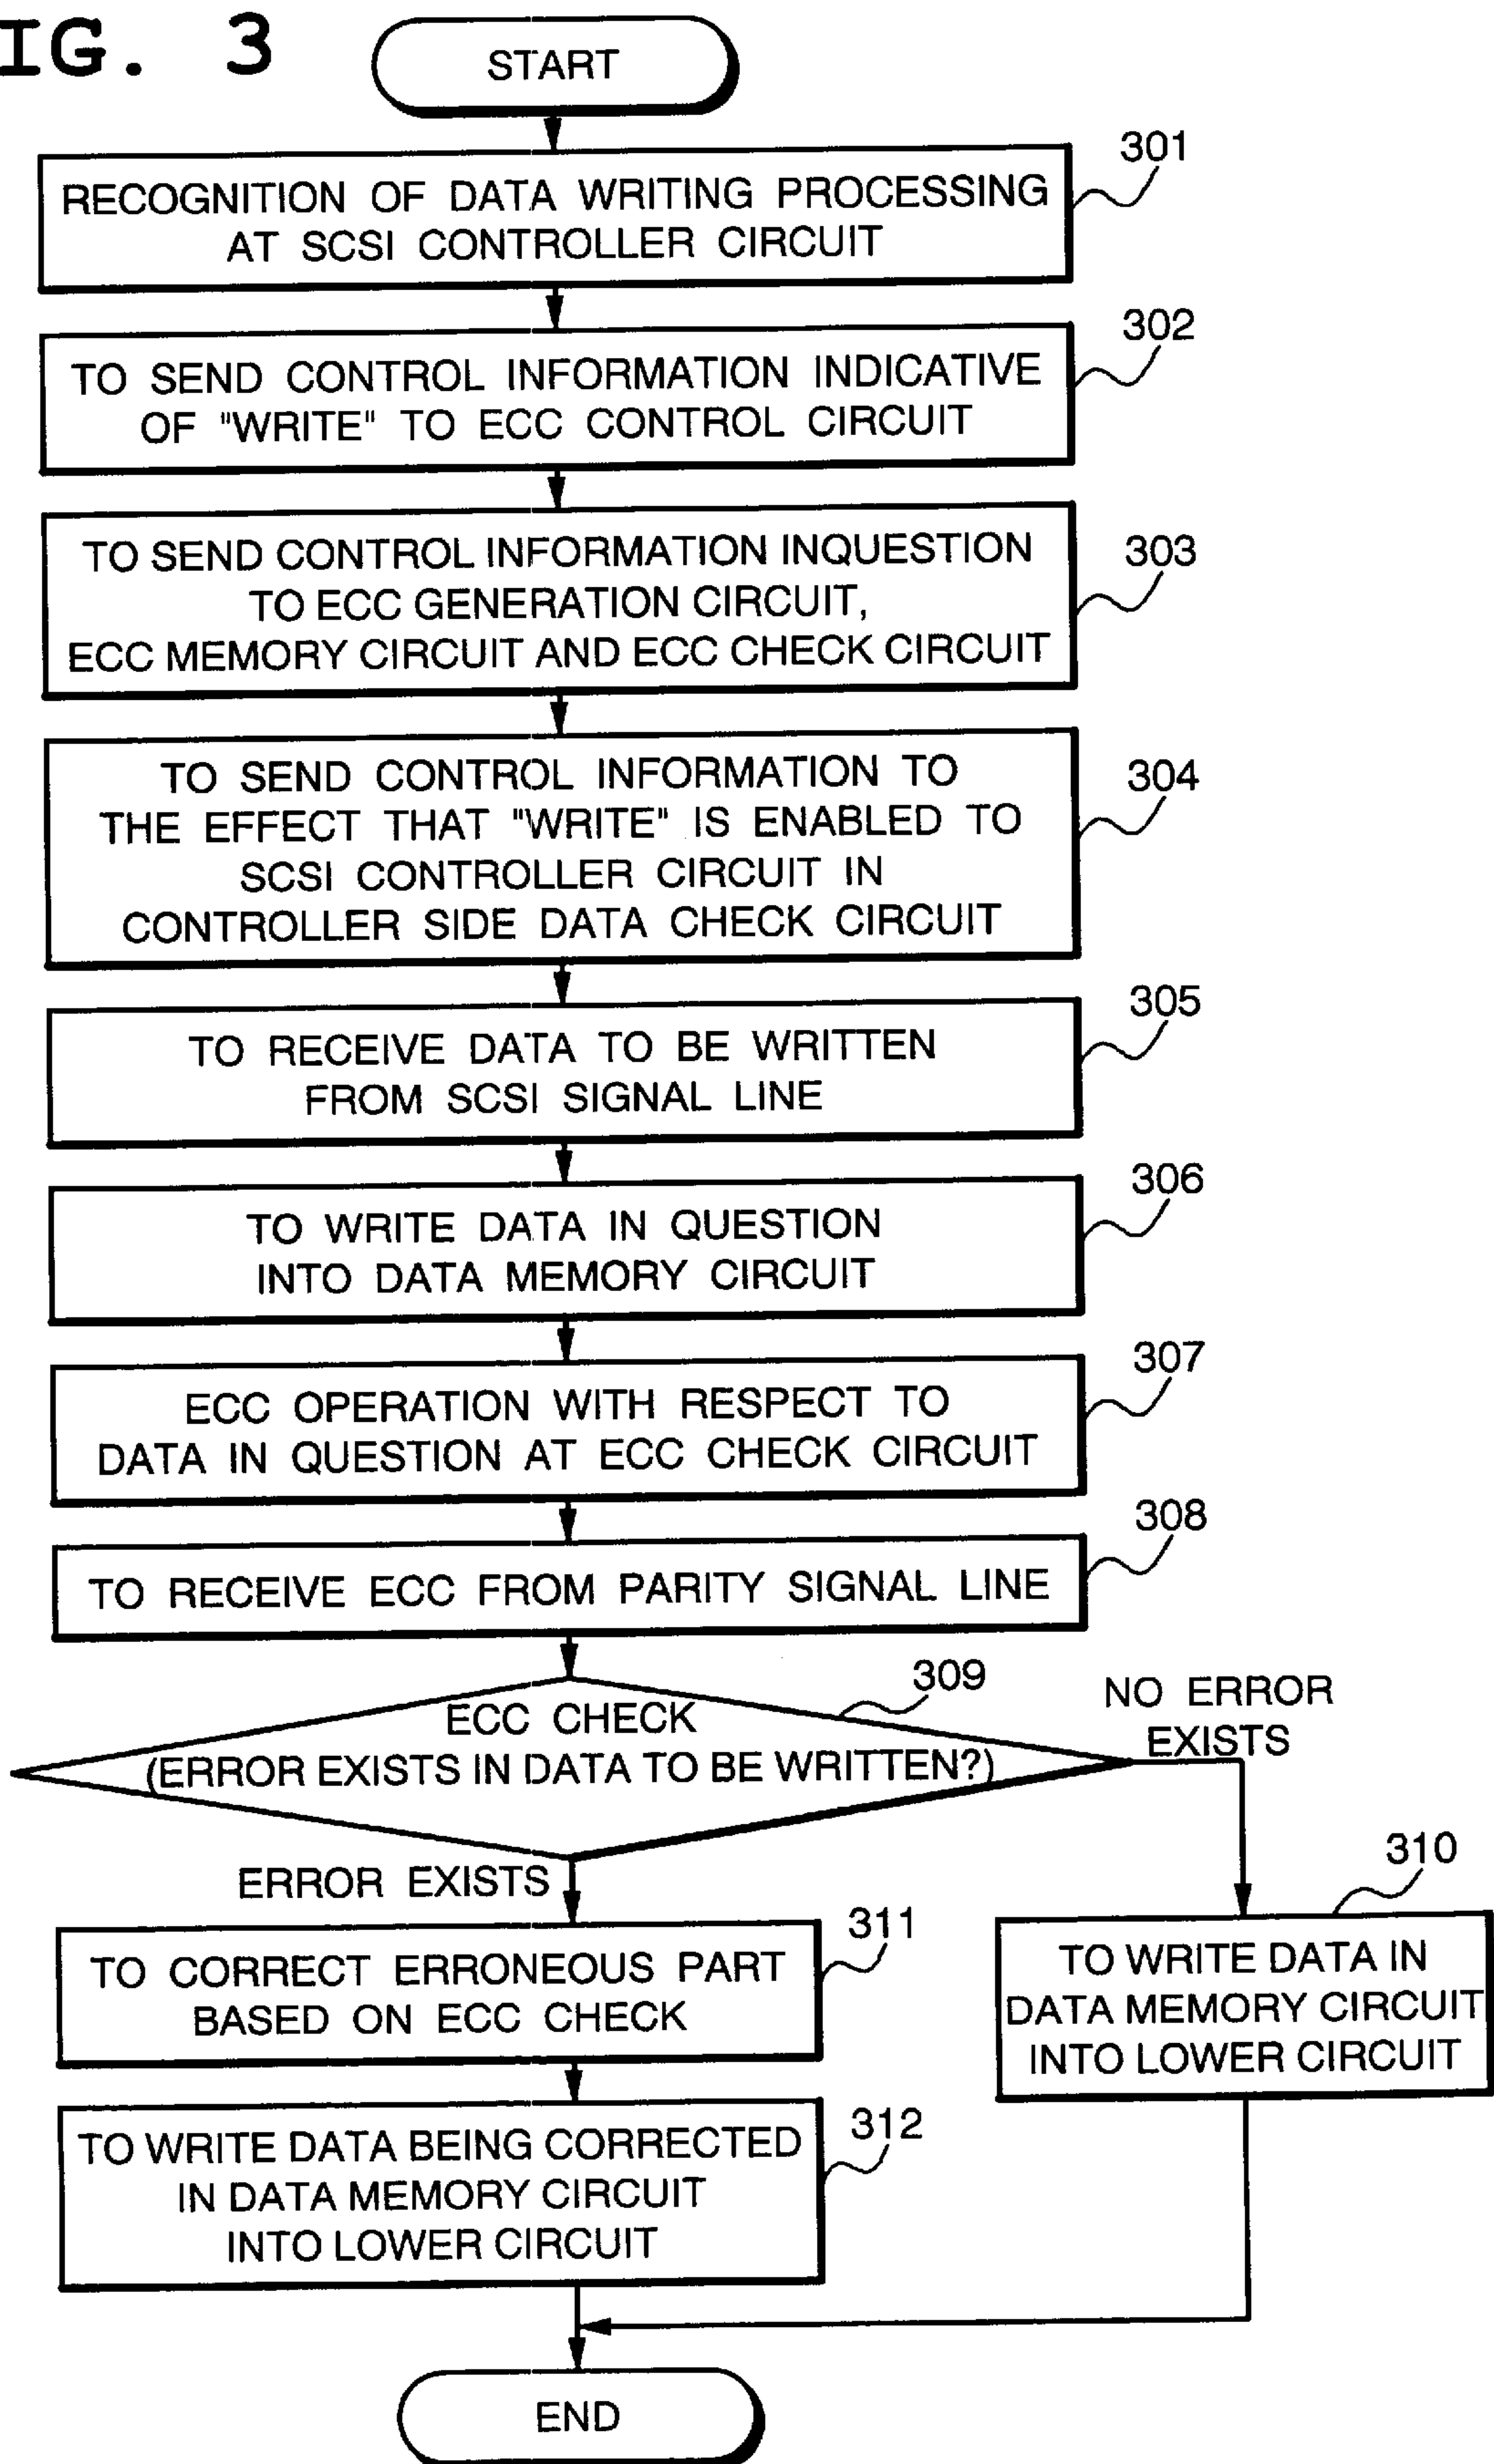 IG. 3
START
301
RECOGNITION OF DATA WRITING PROCESSING
AT SCSI CONTROLLER CIRCUIT
302
TO SEND CONTROL INFORMATION INDICATIVE
OF "WRITE" TO ECC CONTROL CIRCUIT
303
TO SEND CONTROL INFORMATION INQUESTION
TO ECC GENERATION CIRCUIT,
ECC MEMORY CIRCUIT AND ECC CHECK CIRCUIT
304
TO SEND CONTROL INFORMATION TO
THE EFFECT THAT "WRITE" IS ENABLED TO
SCSI CONTROLLER CIRCUIT IN
CONTROLLER SIDE DATA CHECK CIRCUIT
305
TO RECEIVE DATA TO BE WRITTEN
FROM SCSI SIGNAL LINE
306
TO WRITE DATA IN QUESTION
INTO DATA MEMORY CIRCUIT
307
ECC OPERATION WITH RESPECT TO
DATA IN QUESTION AT ECC CHECK CIRCUIT
308
TO RECEIVE ECC FROM PARITY SIGNAL LINE
309
ECC CHECK
(ERROR EXISTS IN DATA TO BE WRITTEN?)
NO ERROR
EXISTS
ERROR EXISTS
310
TO WRITE DATA IN
DATA MEMORY CIRCUIT
INTO LOWER CIRCUIT
311
TO CORRECT ERRONEOUS PART
BASED ON ECC CHECK
312
TO WRITE DATA BEING CORRECTED
IN DATA MEMORY CIRCUIT
INTO LOWER CIRCUIT
END